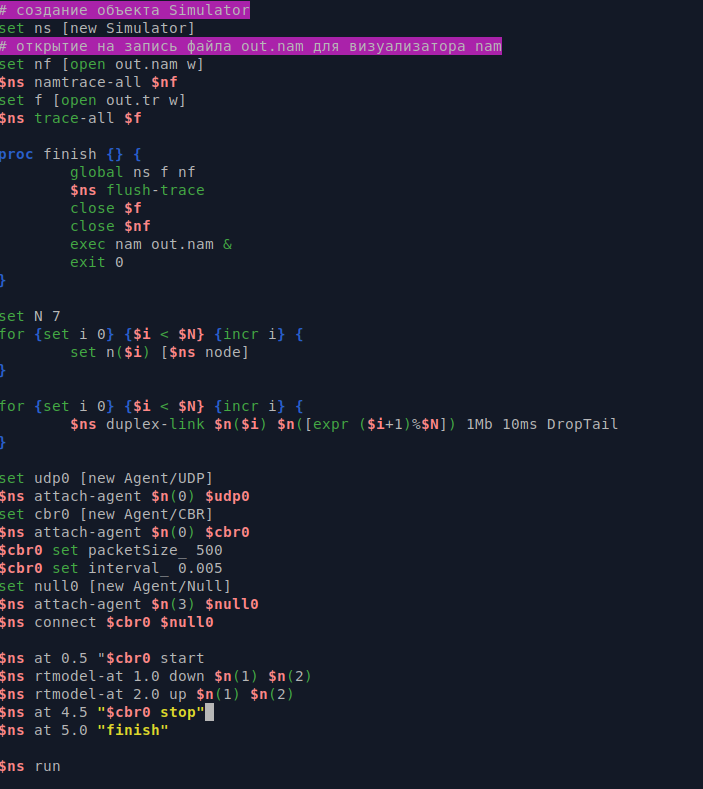 # создание объекта Simulator
set ns [new Simulator]
# открытие на запись файла out.nam для визуализатора nam
set nf [open out.nam w]
$ns namtrace-all $nf
set f [open out.tr w]
$ns trace-all $f
proc finish {} {
global ns f nf
$ns flush-trace
close $f
close $nf
exec nam out.nam &
exit 0
}
set N 7
for {set i 0} {$i < $N} {incr i} {
set n($i) [$ns node]
}
for {set i 0} {$i < $N} {incr i} {
$ns duplex-link $n($i) $n([expr ($i+1)%$N]) 1Mb 10ms DropTail
}
set udp0 [new Agent/UDP]
$ns attach-agent $n(0) $udp0
set cbr0 [new Agent/CBR]
$ns attach-agent $n(0) $cbr0
$cbr0 set packetSize_ 500
$cbr0 set interval_ 0.005
set null0 [new Agent/Null]
$ns attach-agent $n(3) $null0
$ns connect $cbr0 $null0
$ns at 0.5 "$cbr0 start
$ns rtmodel-at 1.0 down $n(1) $n(2)
$ns rtmodel-at 2.0 up $n(1) $n(2)
$ns at 4.5 "$cbr0 stop"
$ns at 5.0 "finish"
$ns run